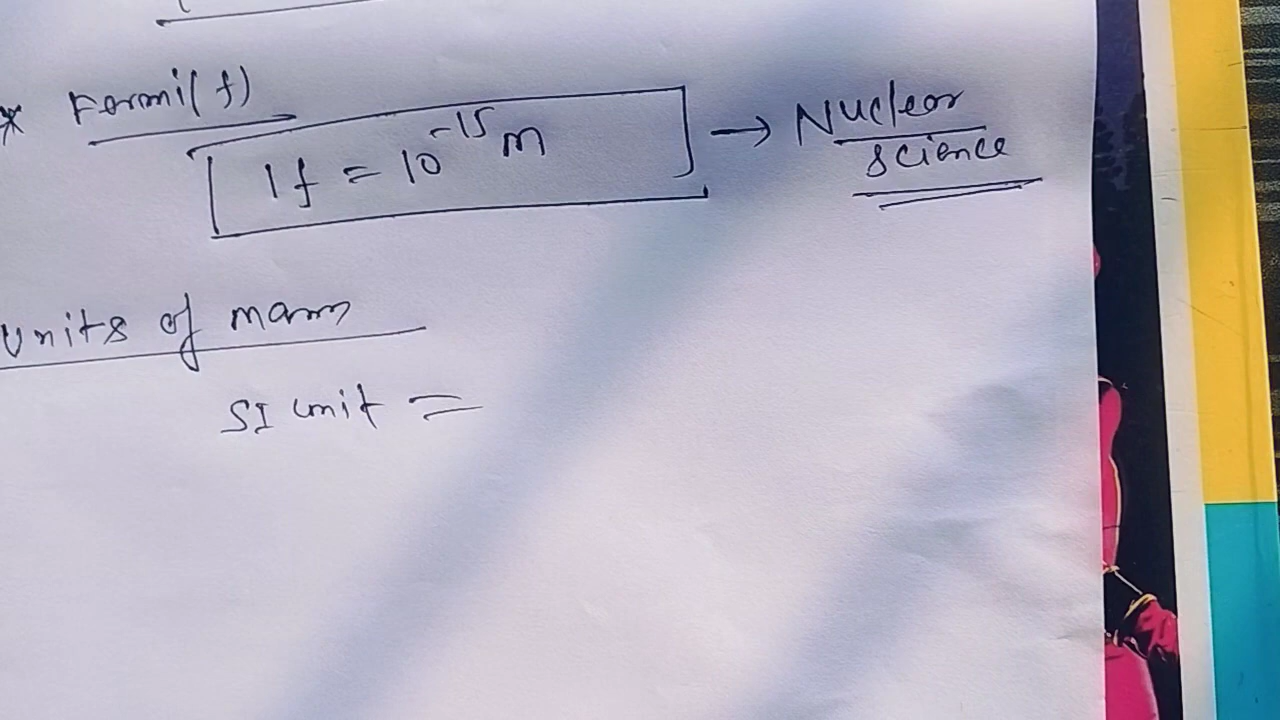 * Fermi(f)
1f = 10⁻¹⁵ m → Nuclear
science
Units of mass
SI unit =